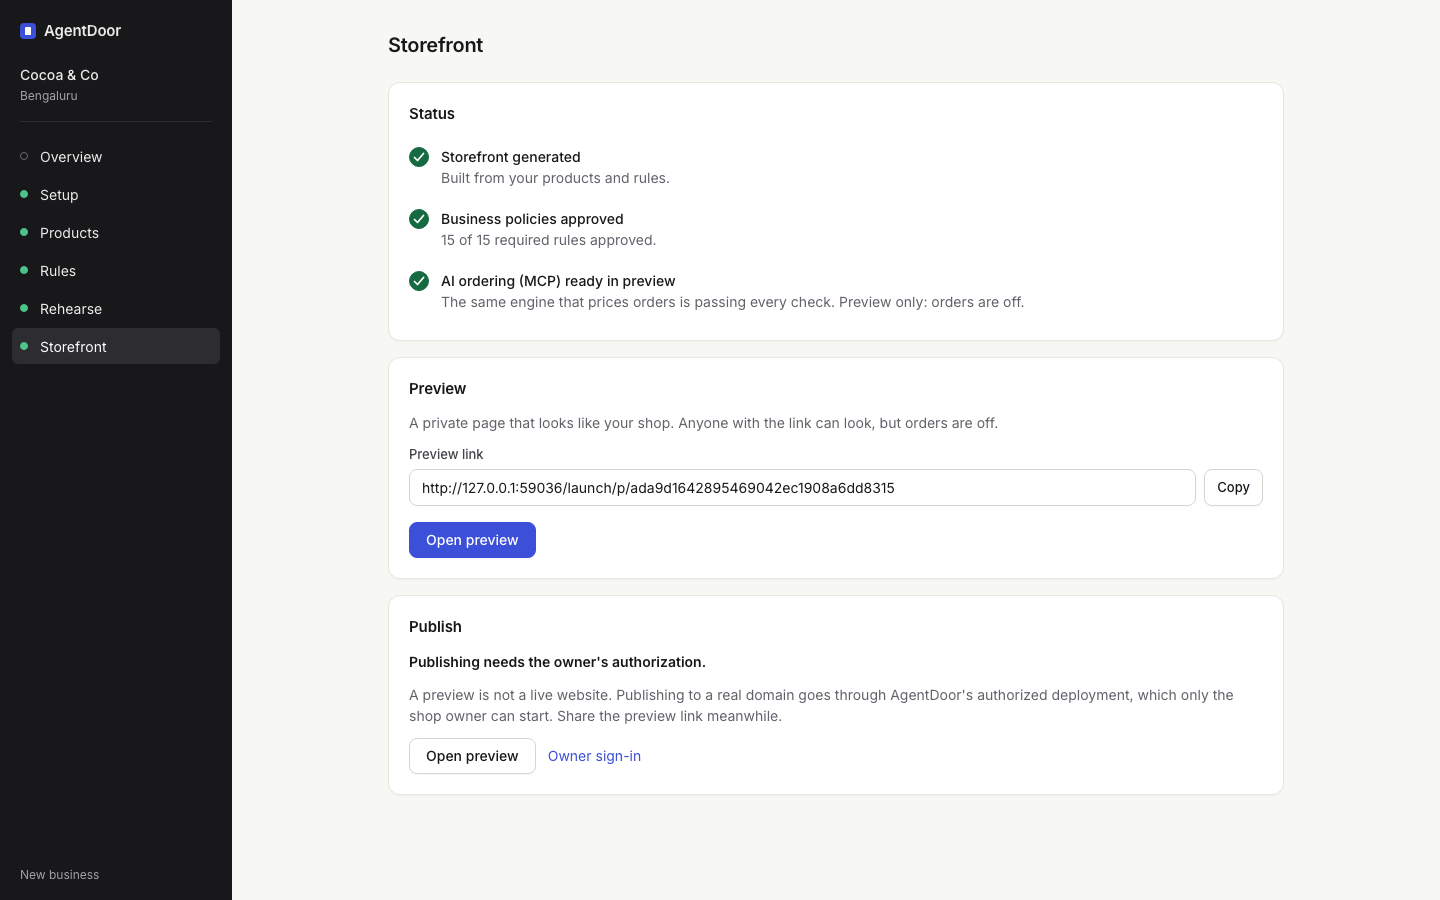 AgentDoor
Cocoa & Co
Bengaluru
Overview
Setup
Products
Rules
Rehearse
Storefront
New business
Storefront
Status
Storefront generated
Built from your products and rules.
Business policies approved
15 of 15 required rules approved.
AI ordering (MCP) ready in preview
The same engine that prices orders is passing every check. Preview only: orders are off.
Preview
A private page that looks like your shop. Anyone with the link can look, but orders are off.
Preview link
http://127.0.0.1:59036/launch/p/ada9d1642895469042ec1908a6dd8315
Copy
Open preview
Publish
Publishing needs the owner's authorization.
A preview is not a live website. Publishing to a real domain goes through AgentDoor's authorized deployment, which only the
shop owner can start. Share the preview link meanwhile.
Open preview
Owner sign-in